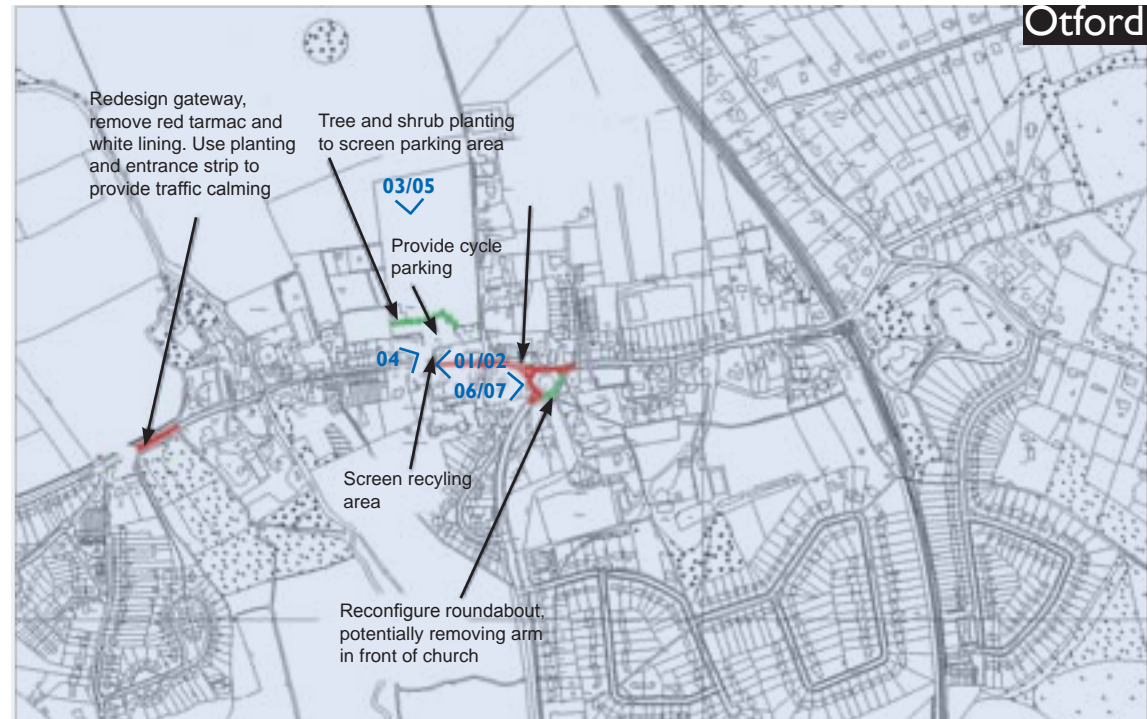 Otford
Redesign gateway,
remove red tarmac and
white lining. Use planting
and entrance strip to
provide traffic calming
Tree and shrub planting
to screen parking area
03/05
Provide cycle
parking
04
01/02
06/07
Screen recyling
area
Reconfigure roundabout,
potentially removing arm
in front of church